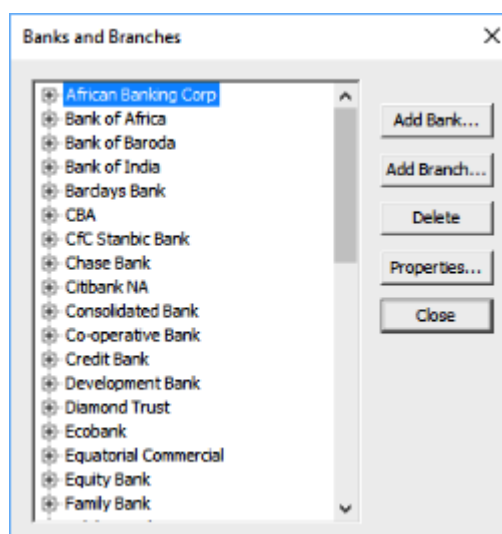 Banks and Branches
African Banking Corp
Bank of Africa
Bank of Baroda
Bank of India
Barclays Bank
CBA
CfC Stanbic Bank
Chase Bank
Citibank NA
Consolidated Bank
Co-operative Bank
Credit Bank
Development Bank
Diamond Trust
Ecobank
Equatorial Commercial
Equity Bank
Family Bank
Add Bank...
Add Branch...
Delete
Properties...
Close